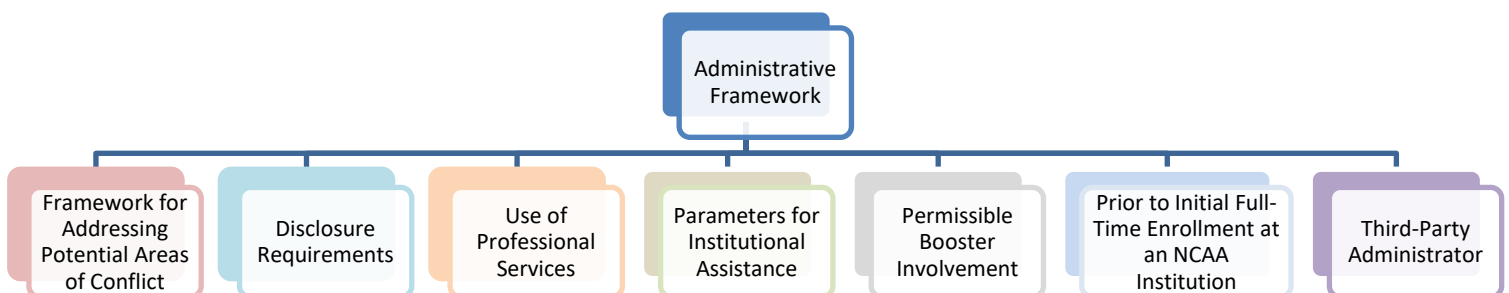 Administrative
Framework
Framework for
Addressing
Potential Areas
of Conflict
Disclosure
Requirements
Use of
Professional
Services
Parameters for
Institutional
Assistance
Permissible
Booster
Involvement
Prior to Initial Full-
Time Enrollment at
an NCAA
Institution
Third-Party
Administrator